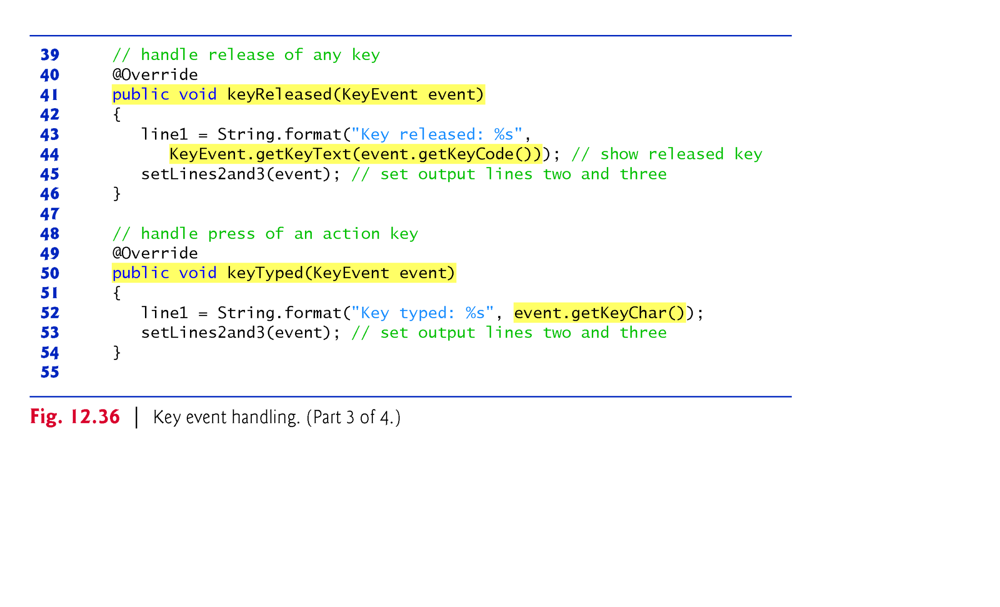 39 // handle release of any key
40 @Override
41 public void keyReleased(KeyEvent event)
42 {
43 line1 = String.format("Key released: %s",
44 KeyEvent.getKeyText(event.getKeyCode())); // show released key
45 setLines2and3(event); // set output lines two and three
46 }
47
48 // handle press of an action key
49 @Override
50 public void keyTyped(KeyEvent event)
51 {
52 line1 = String.format("Key typed: %s", event.getKeyChar());
53 setLines2and3(event); // set output lines two and three
54 }
55
Fig. 12.36 | Key event handling. (Part 3 of 4.)